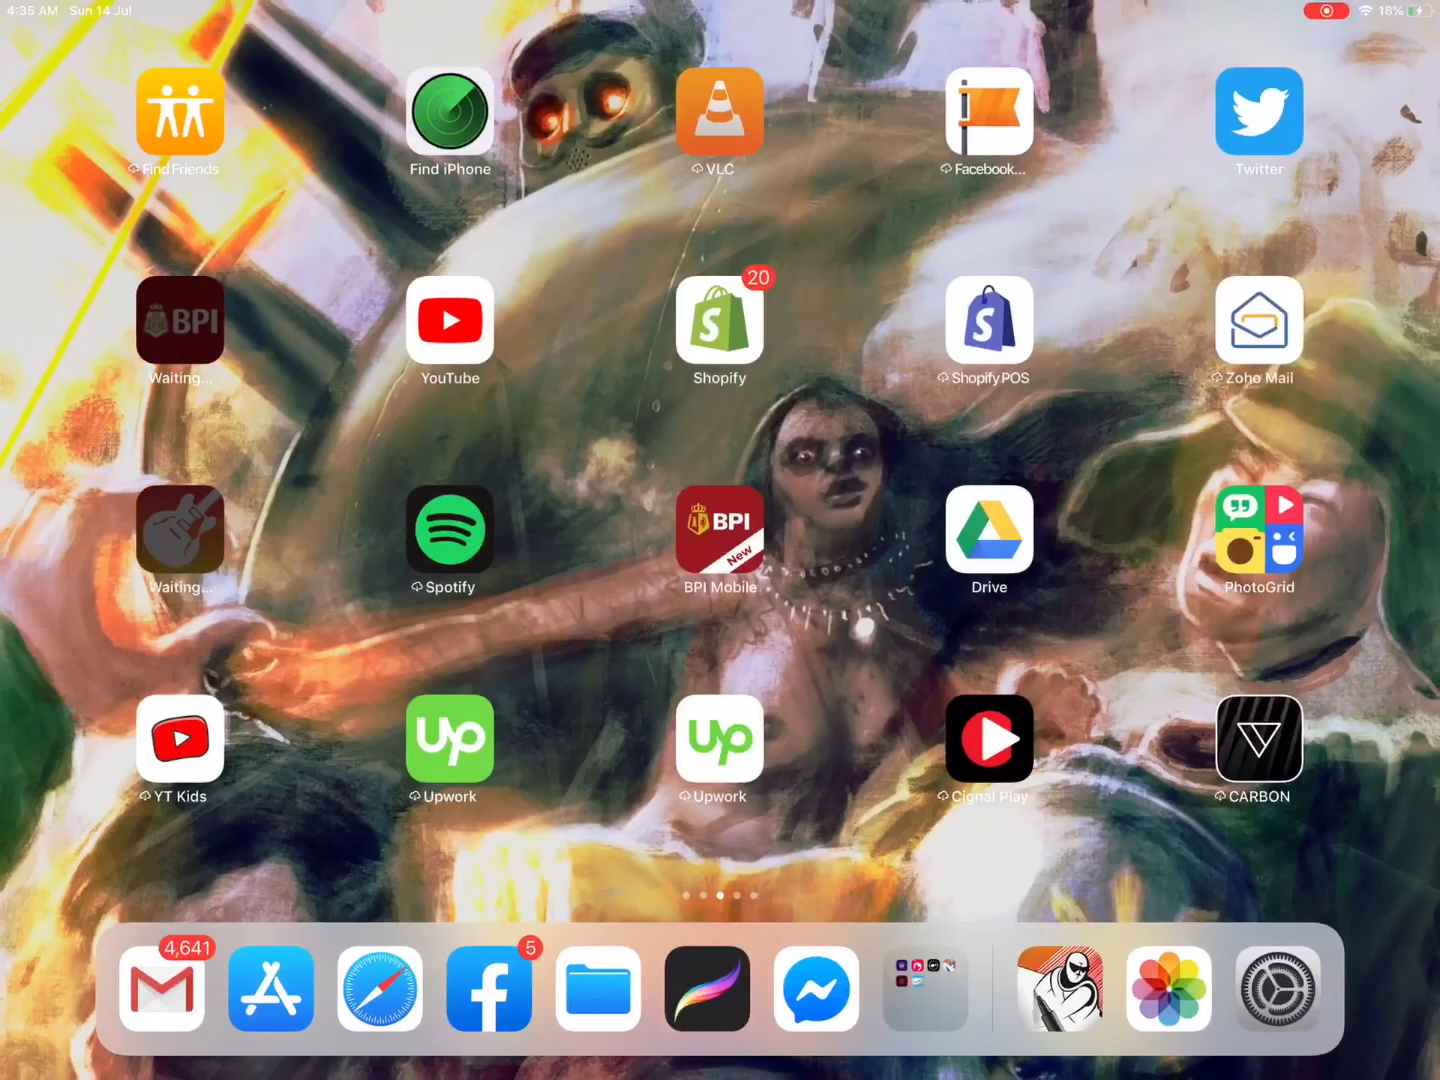 4:35 AM Sun 14 Jul 18%
Find Friends Find iPhone VLC Facebook... Twitter
BPI 20
Waiting... YouTube Shopify Shopify POS Zoho Mail
BPI New
Waiting... Spotify BPI Mobile Drive PhotoGrid
Up Up
YT Kids Upwork Upwork Cignal Play CARBON
4,641 5